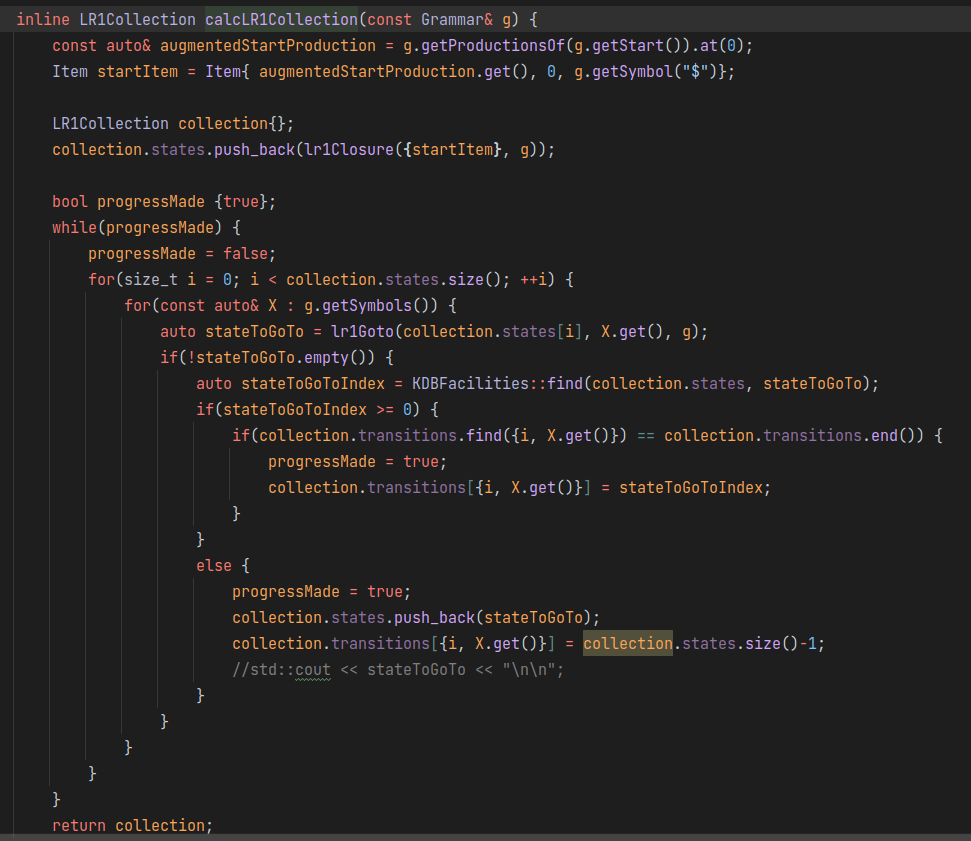 inline LR1Collection calcLR1Collection(const Grammar& g) {
    const auto& augmentedStartProduction = g.getProductionsOf(g.getStart()).at(0);
    Item startItem = Item{ augmentedStartProduction.get(), 0, g.getSymbol("$")};

    LR1Collection collection{};
    collection.states.push_back(lr1Closure({startItem}, g));

    bool progressMade {true};
    while(progressMade) {
        progressMade = false;
        for(size_t i = 0; i < collection.states.size(); ++i) {
            for(const auto& X : g.getSymbols()) {
                auto stateToGoTo = lr1Goto(collection.states[i], X.get(), g);
                if(!stateToGoTo.empty()) {
                    auto stateToGoToIndex = KDBFacilities::find(collection.states, stateToGoTo);
                    if(stateToGoToIndex >= 0) {
                        if(collection.transitions.find({i, X.get()}) == collection.transitions.end()) {
                            progressMade = true;
                            collection.transitions[{i, X.get()}] = stateToGoToIndex;
                        }
                    }
                    else {
                        progressMade = true;
                        collection.states.push_back(stateToGoTo);
                        collection.transitions[{i, X.get()}] = collection.states.size()-1;
                        //std::cout << stateToGoTo << "\n\n";
                    }
                }
            }
        }
    }
    return collection;